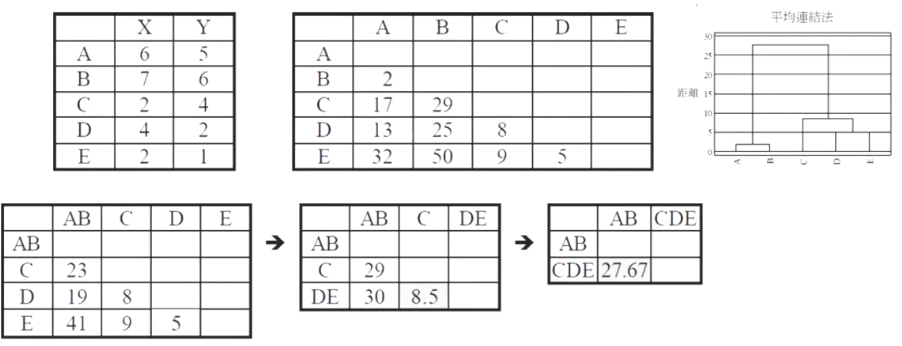 X Y
A 6 5
B 7 6
C 2 4
D 4 2
E 2 1
A B C D E
A
B 2
C 17 29
D 13 25 8
E 32 50 9 5
平均連結法
距離
30
25
20
15
10
5
0
A B C D E
AB C D E
AB
C 23
D 19 8
E 41 9 5
➔
AB C DE
AB
C 29
DE 30 8.5
➔
AB CDE
AB
CDE 27.67